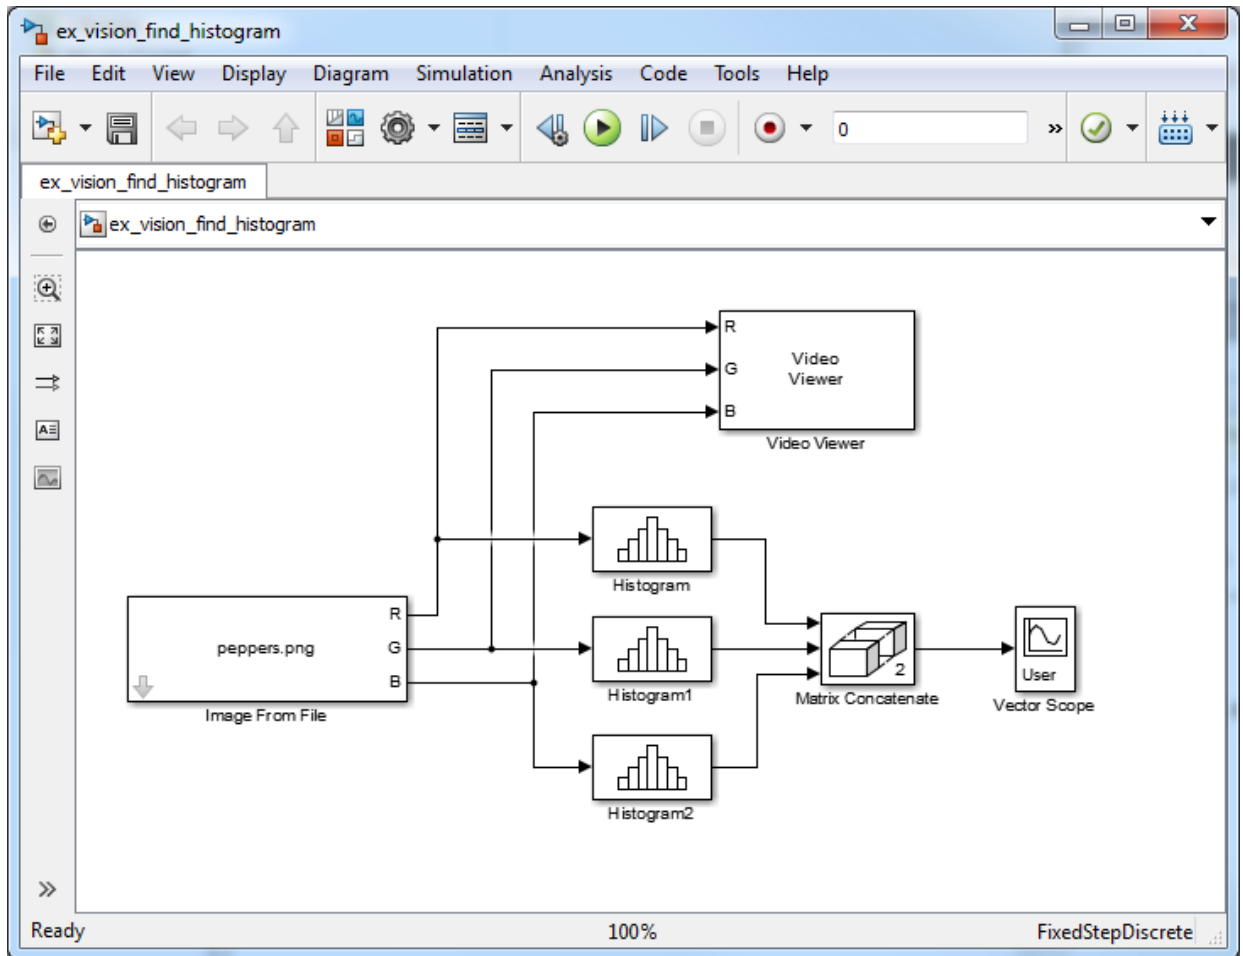 ex_vision_find_histogram
File Edit View Display Diagram Simulation Analysis Code Tools Help
0 »
ex_vision_find_histogram
ex_vision_find_histogram
R
G
B
Video
Viewer
Video Viewer
Histogram
R
G
B
peppers.png
Image From File
Histogram1
2
Matrix Concatenate
User
Vector Scope
Histogram2
»
Ready 100% FixedStepDiscrete